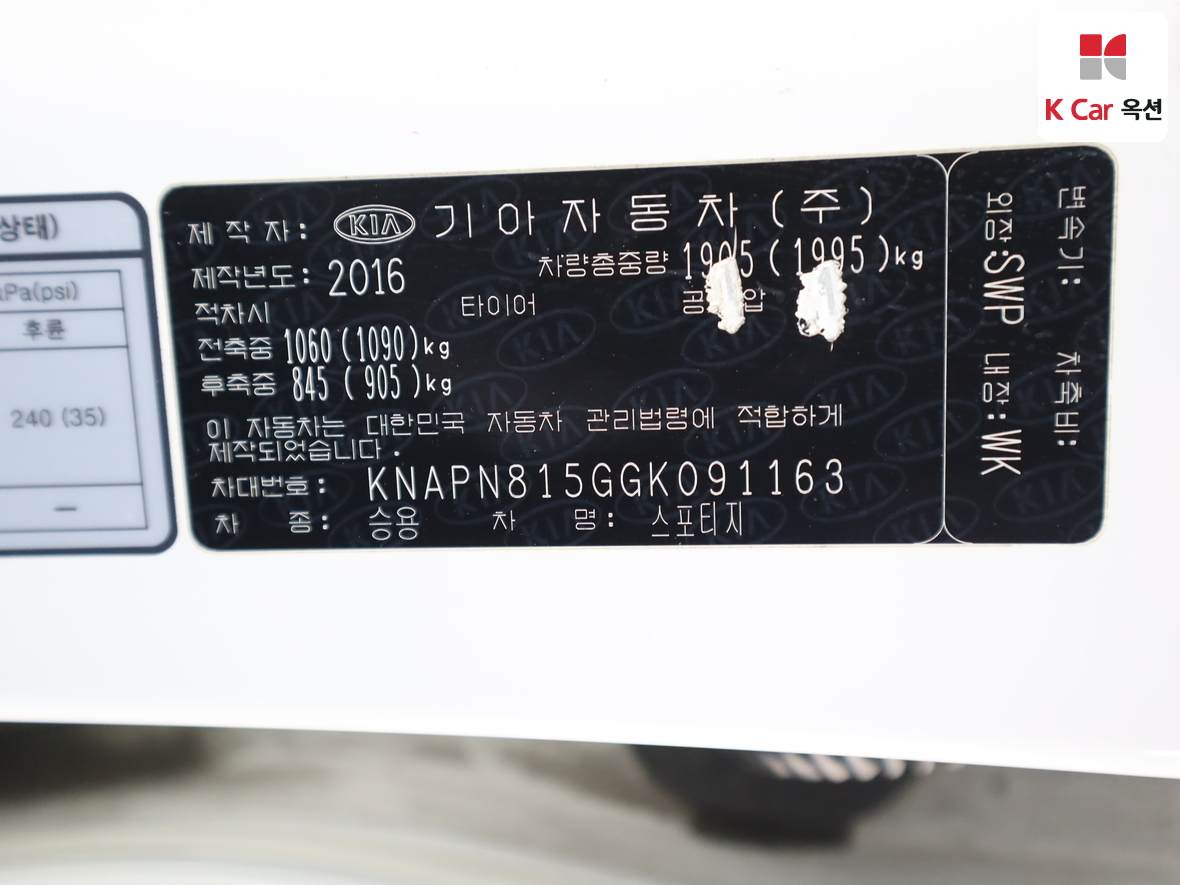 K Car 옥션
상태)
kPa(psi)
후륜
240 (35)
—
제 작 자 : KIA 기 아 자 동 차 ( 주 )
제작년도 : 2016 차량총중량 1905 ( 1995 ) kg
적차시 타이어 공 압
전축중 1060 ( 1090 ) kg
후축중 845 ( 905 ) kg
이 자동차는 대한민국 자동차 관리법령에 적합하게
제작되었습니다 .
차대번호 : KNAPN815GGK091163
차 종 : 승용 차 명 : 스포티지
변속기: 차축비:
외장:SWP 내장:WK